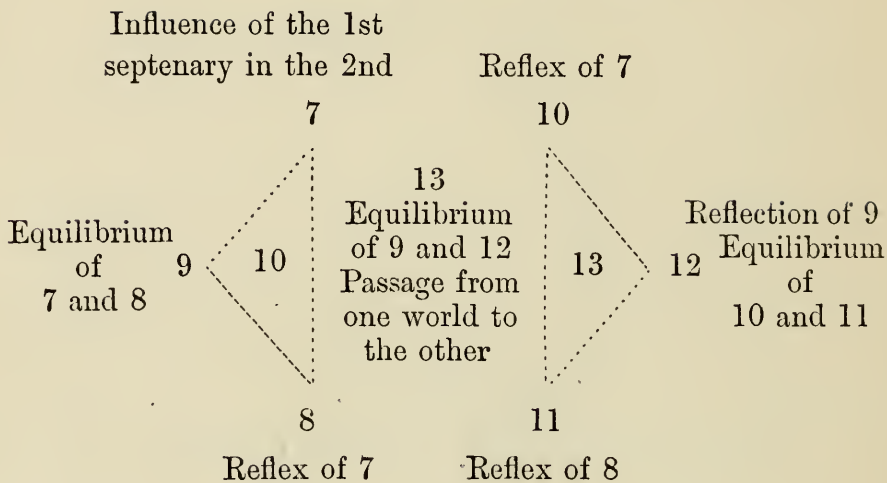 Influence of the 1st
septenary in the 2nd
7
Reflex of 7
10
Equilibrium
of
7 and 8
9
10
13
Equilibrium
of 9 and 12
Passage from
one world to
the other
13
12
Reflection of 9
Equilibrium
of
10 and 11
8
Reflex of 7
11
Reflex of 8